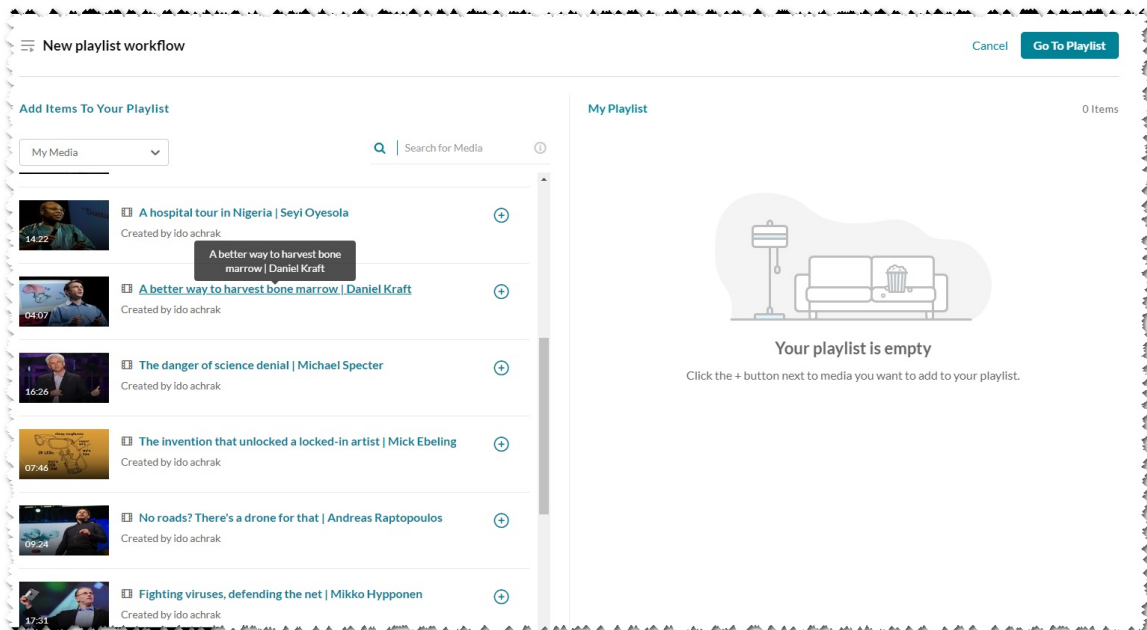 New playlist workflow
Cancel
Go To Playlist
Add Items To Your Playlist
My Media
Search for Media
14:22
A hospital tour in Nigeria | Seyi Oyesola
Created by ido achrak
A better way to harvest bone
marrow | Daniel Kraft
04:07
A better way to harvest bone marrow | Daniel Kraft
Created by ido achrak
16:26
The danger of science denial | Michael Specter
Created by ido achrak
07:46
The invention that unlocked a locked-in artist | Mick Ebeling
Created by ido achrak
09:24
No roads? There's a drone for that | Andreas Raptopoulos
Created by ido achrak
17:31
Fighting viruses, defending the net | Mikko Hypponen
Created by ido achrak
My Playlist
0 Items
Your playlist is empty
Click the + button next to media you want to add to your playlist.